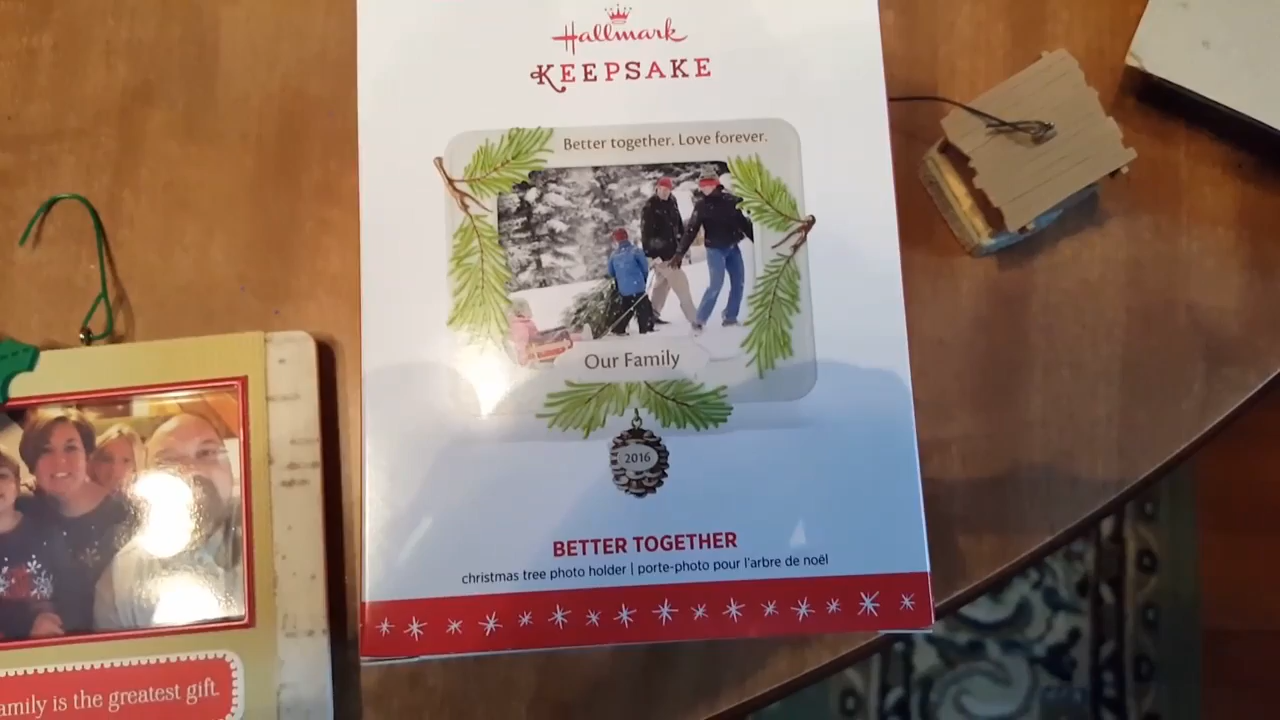 Hallmark
KEEPSAKE
Better together. Love forever.
Our Family
2016
BETTER TOGETHER
christmas tree photo holder | porte-photo pour l'arbre de noël
amily is the greatest gift.